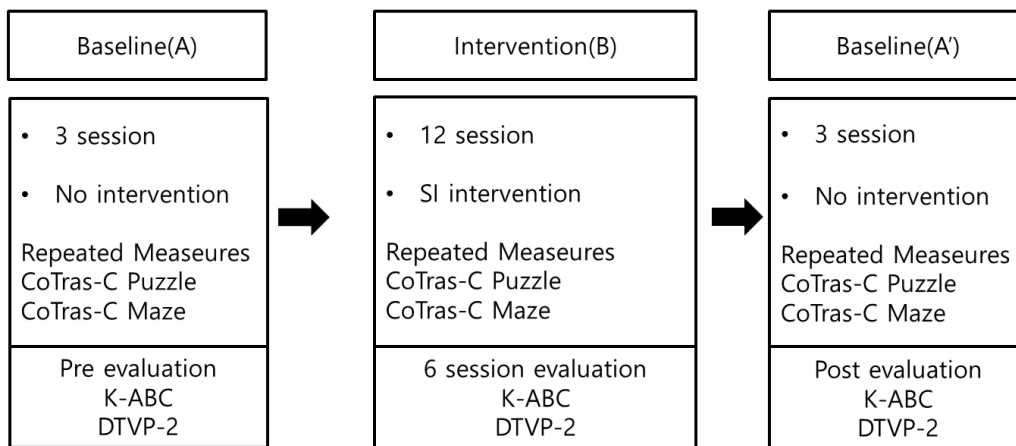 Baseline(A)
• 3 session
• No intervention
Repeated Measeures
CoTras-C Puzzle
CoTras-C Maze
Pre evaluation
K-ABC
DTVP-2
Intervention(B)
• 12 session
• SI intervention
Repeated Measeures
CoTras-C Puzzle
CoTras-C Maze
6 session evaluation
K-ABC
DTVP-2
Baseline(A’)
• 3 session
• No intervention
Repeated Measeures
CoTras-C Puzzle
CoTras-C Maze
Post evaluation
K-ABC
DTVP-2